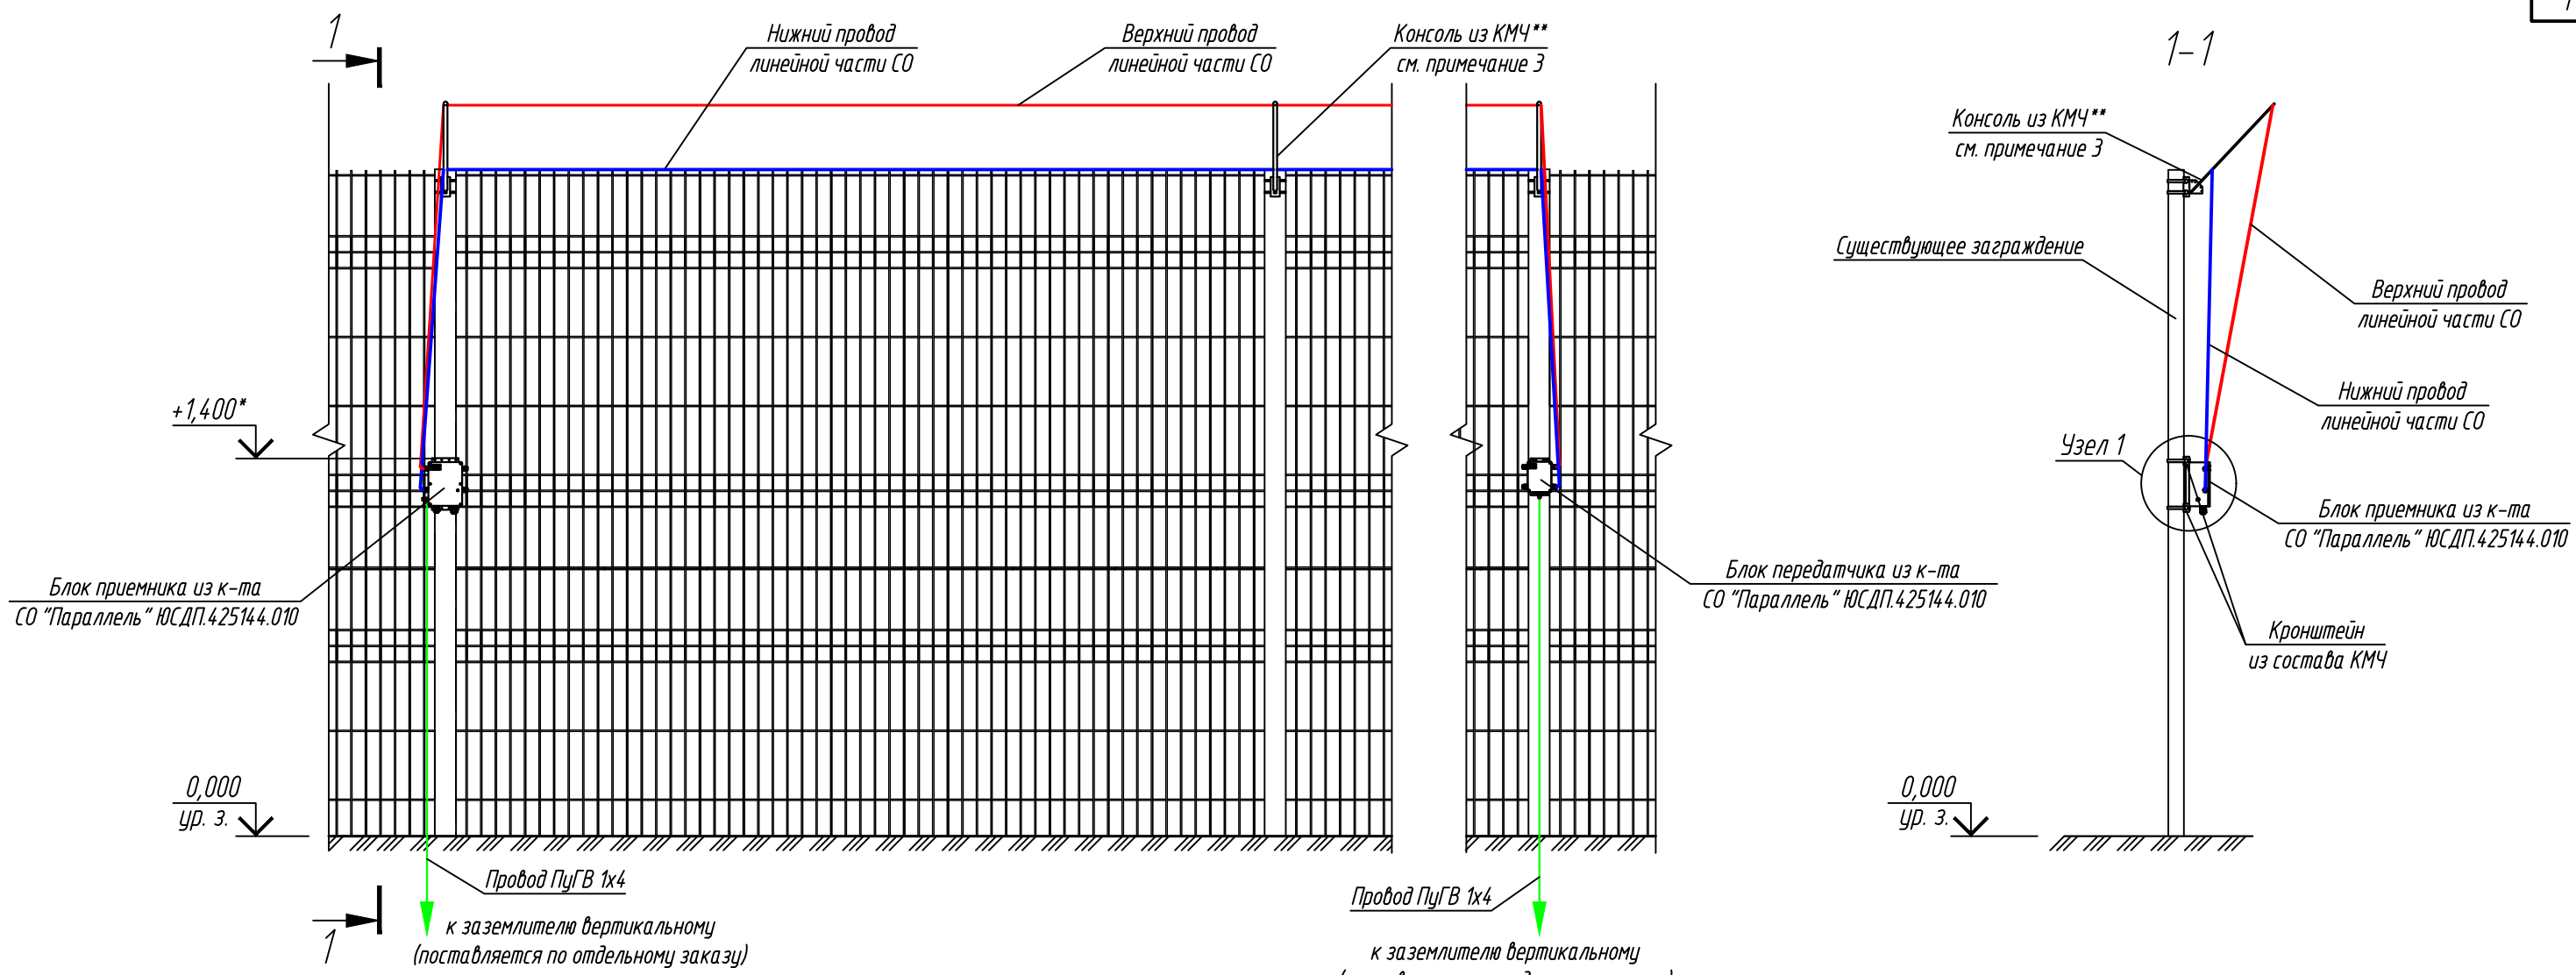 1
Нижний провод
линейной части СО
Верхний провод
линейной части СО
Консоль из КМЧ**
см. примечание 3
1-1
Консоль из КМЧ**
см. примечание 3
Существующее заграждение
Верхний провод
линейной части СО
Нижний провод
линейной части СО
+1,400*
Узел 1
Блок приемника из к-та
СО "Параллель" ЮСДП.425144.010
Блок приемника из к-та
СО "Параллель" ЮСДП.425144.010
Блок передатчика из к-та
СО "Параллель" ЮСДП.425144.010
Кронштейн
из состава КМЧ
0,000
ур. з.
0,000
ур. з.
Провод ПуГВ 1х4
Провод ПуГВ 1х4
1
к заземлителю вертикальному
(поставляется по отдельному заказу)
к заземлителю вертикальному